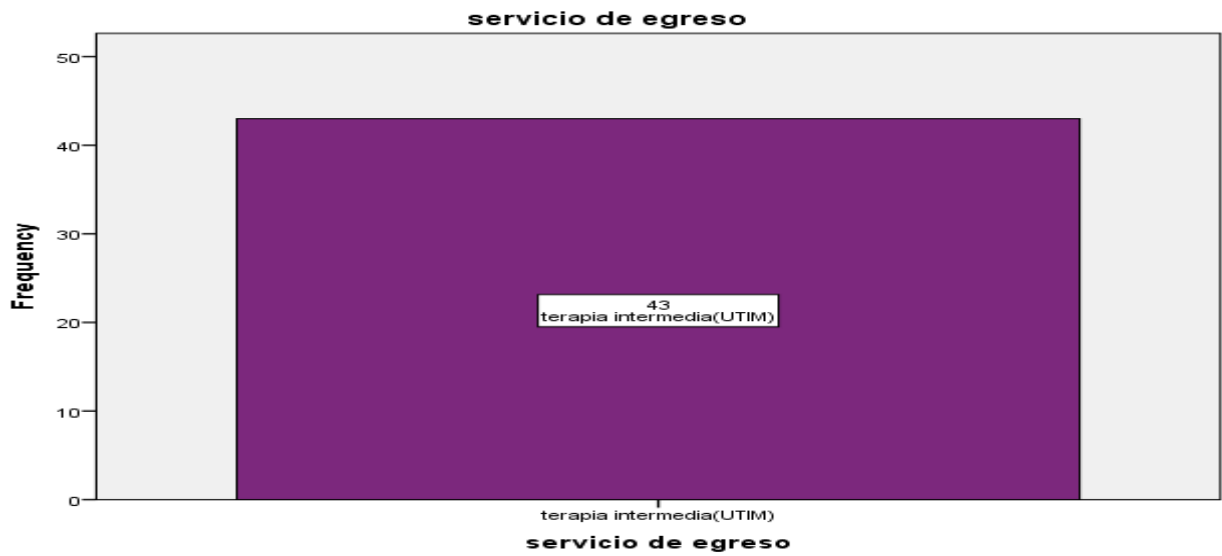 servicio de egreso
50
40
30
20
10
0
Frequency
43
terapia intermedia(UTIM)
terapia intermedia(UTIM)
servicio de egreso